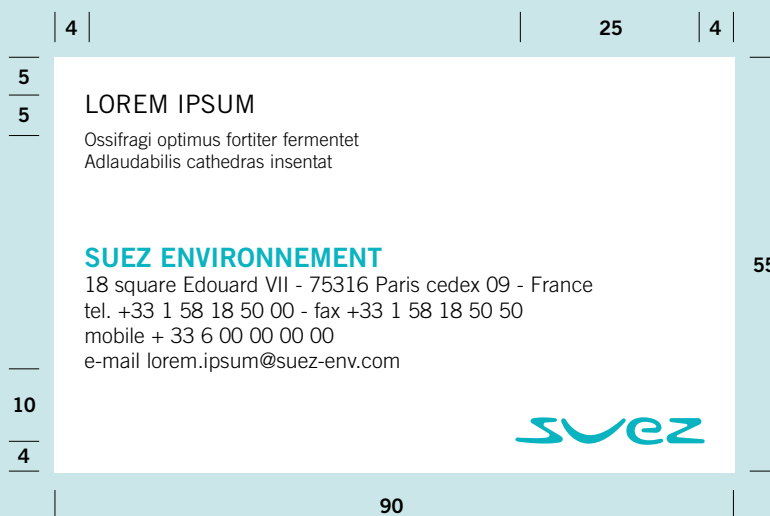 4 25 4
5
5
LOREM IPSUM
Ossifragi optimus fortiter fermentet
Adlaudabilis cathedras insentat
SUEZ ENVIRONNEMENT
55
18 square Edouard VII - 75316 Paris cedex 09 - France
tel. +33 1 58 18 50 00 - fax +33 1 58 18 50 50
mobile + 33 6 00 00 00 00
e-mail lorem.ipsum@suez-env.com
10
suez
4
90